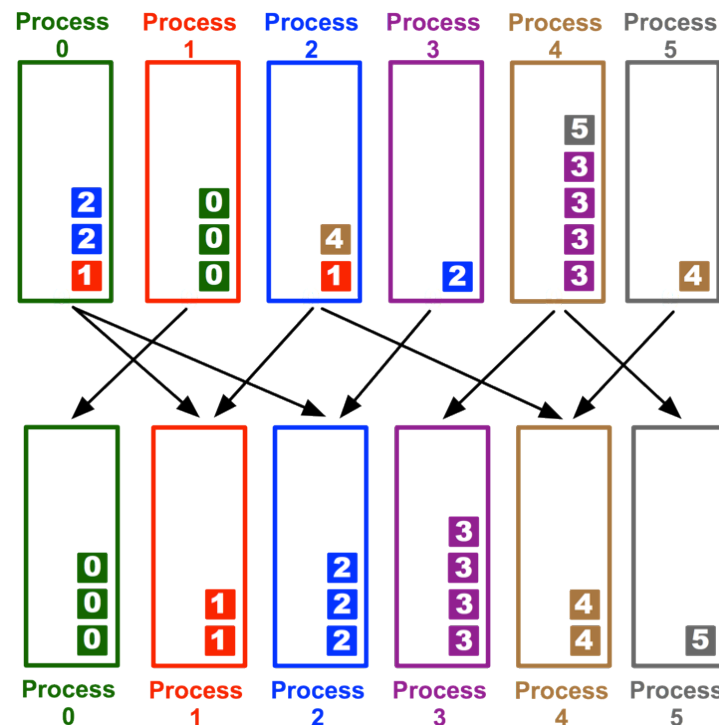 Process Process Process Process Process Process
0 1 2 3 4 5
5
3
2 0 3
2 0 4 3
1 0 1 2 3 4
3
0 2 3
0 1 2 3 4
0 1 2 3 4 5
Process Process Process Process Process Process
0 1 2 3 4 5